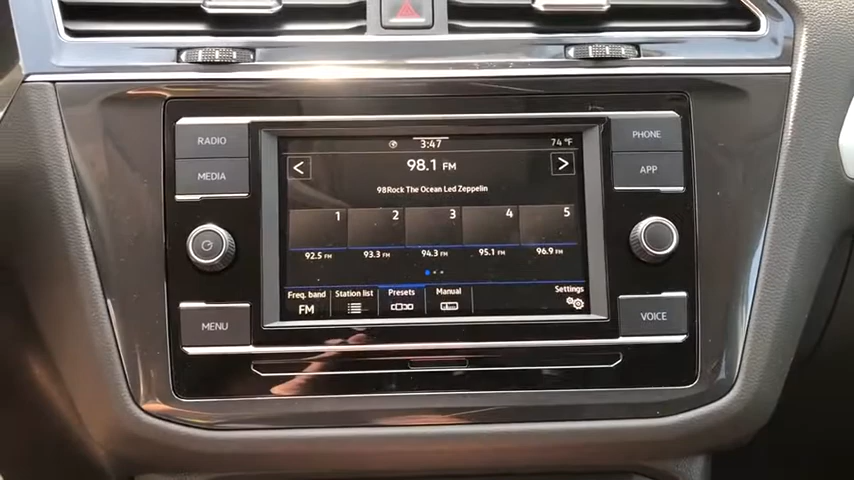 RADIO
MEDIA
MENU
3:47
74 °F
<
98.1 FM
>
98Rock The Ocean Led Zeppelin
1
2
3
4
5
92.5 FM
93.3 FM
94.3 FM
95.1 FM
96.9 FM
Freq. band
Station list
Presets
Manual
Settings
FM
PHONE
APP
VOICE